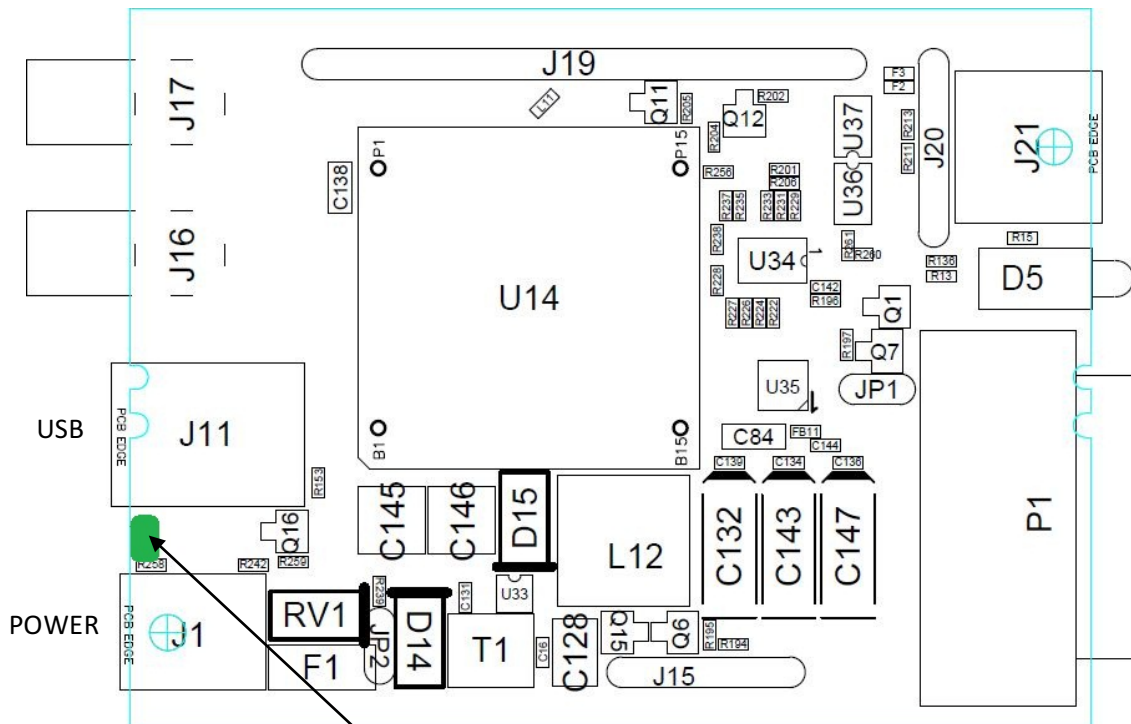 J19
J17
L11
Q11
R205
R204
Q12
R202
U37
F3
F2
R213
R211
J20
J21
PCB EDGE
P1
P15
C138
R256
R201
R206
U36
R237
R235
R233
R231
R229
J16
R238
U34
1
R261
R260
R15
R136
R13
D5
U14
R228
C142
R196
R227
R226
R224
R222
Q1
R197
Q7
U35
1
JP1
USB
PCB EDGE
J11
B1
B15
C84
FB11
C144
R153
C139
C134
C136
C145
C146
D15
L12
C132
C143
C147
P1
Q16
R258
R242
R259
U33
POWER
PCB EDGE
J1
RV1
R239
JP2
D14
C131
T1
C16
C128
Q15
Q9
R195
R194
F1
J15